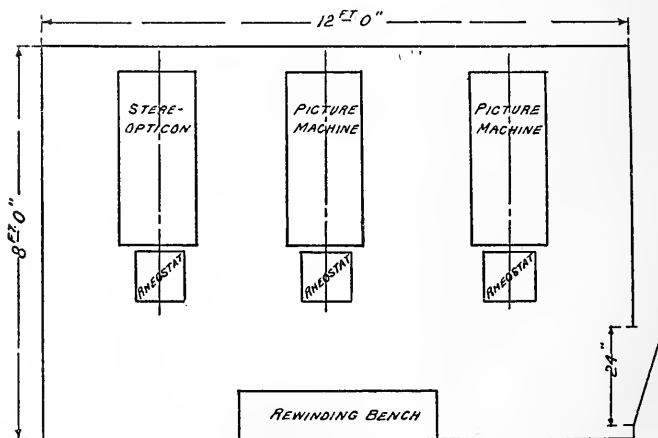 12 FT 0"
STERE-
OPTICON
PICTURE
MACHINE
PICTURE
MACHINE
8 FT. 0"
RHEOSTAT
RHEOSTAT
RHEOSTAT
24"
REWINDING BENCH